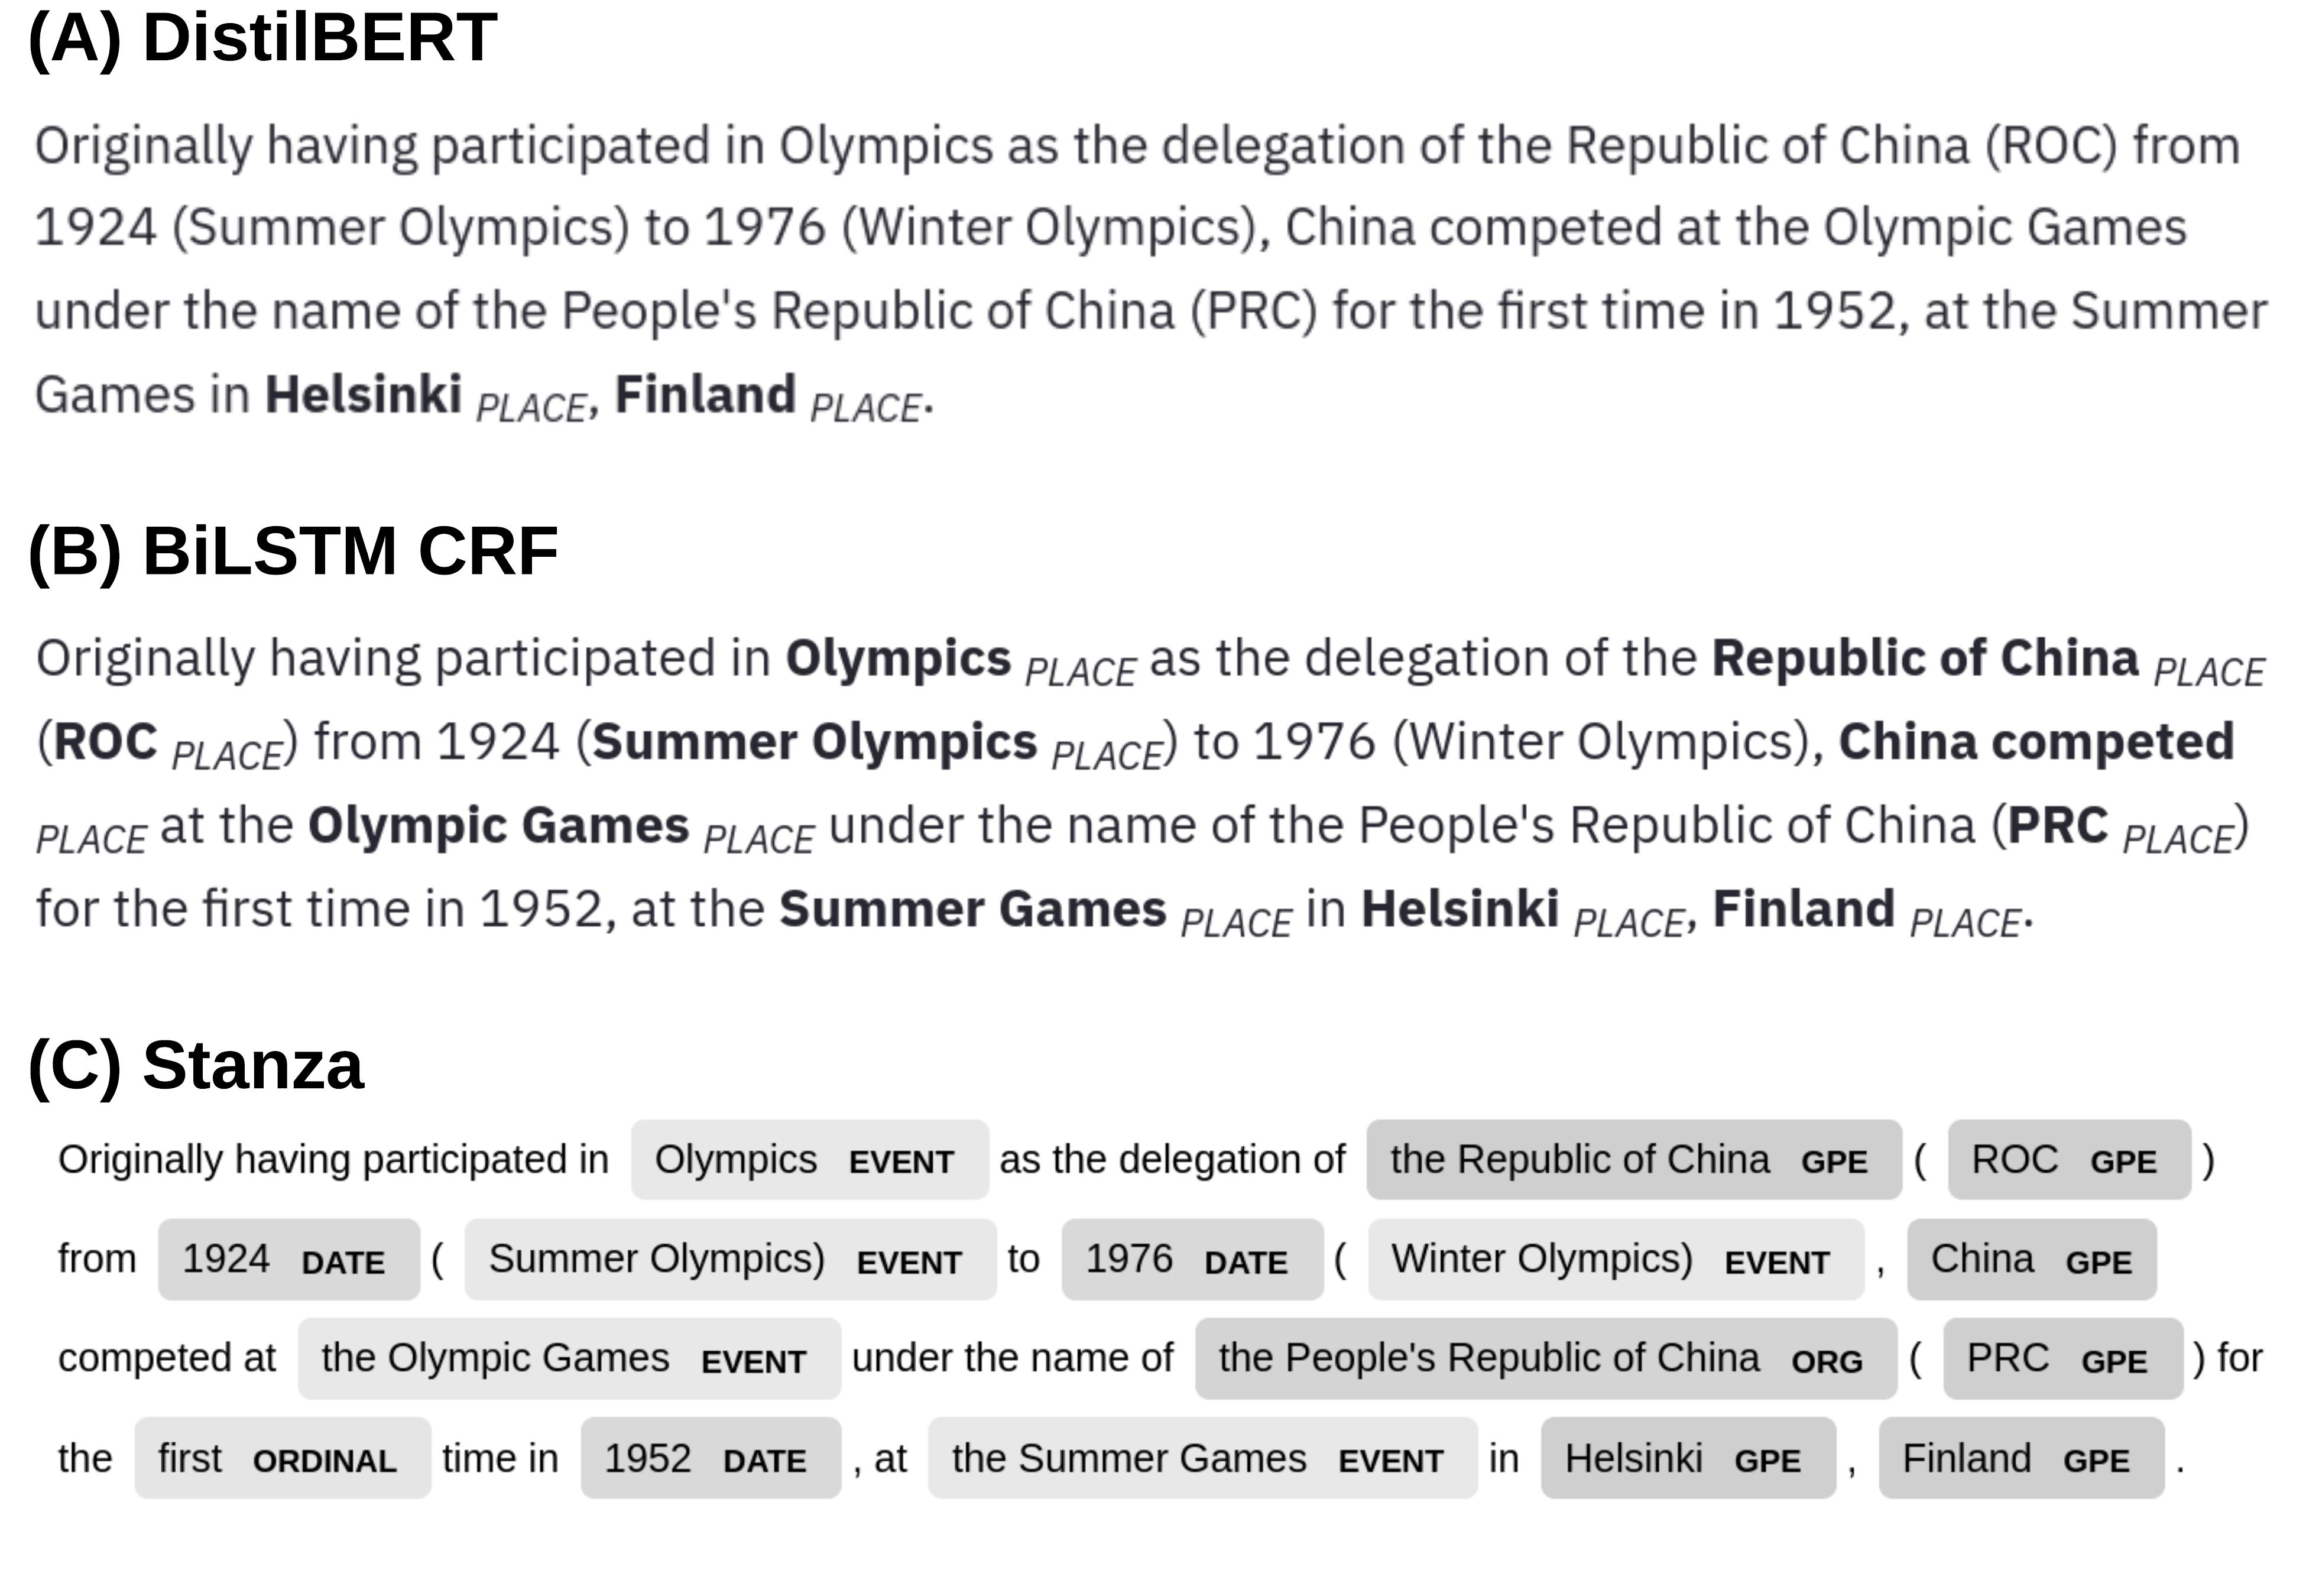 (A) DistilBERT
Originally having participated in Olympics as the delegation of the Republic of China (ROC) from
1924 (Summer Olympics) to 1976 (Winter Olympics), China competed at the Olympic Games
under the name of the People's Republic of China (PRC) for the first time in 1952, at the Summer
Games in Helsinki PLACE, Finland PLACE.
(B) BiLSTM CRF
Originally having participated in Olympics PLACE as the delegation of the Republic of China PLACE
(ROC PLACE) from 1924 (Summer Olympics PLACE) to 1976 (Winter Olympics), China competed
PLACE at the Olympic Games PLACE under the name of the People's Republic of China (PRC PLACE)
for the first time in 1952, at the Summer Games PLACE in Helsinki PLACE, Finland PLACE.
(C) Stanza
Originally having participated in Olympics EVENT as the delegation of the Republic of China GPE ( ROC GPE )
from 1924 DATE ( Summer Olympics) EVENT to 1976 DATE ( Winter Olympics) EVENT , China GPE
competed at the Olympic Games EVENT under the name of the People's Republic of China ORG ( PRC GPE ) for
the first ORDINAL time in 1952 DATE , at the Summer Games EVENT in Helsinki GPE , Finland GPE .